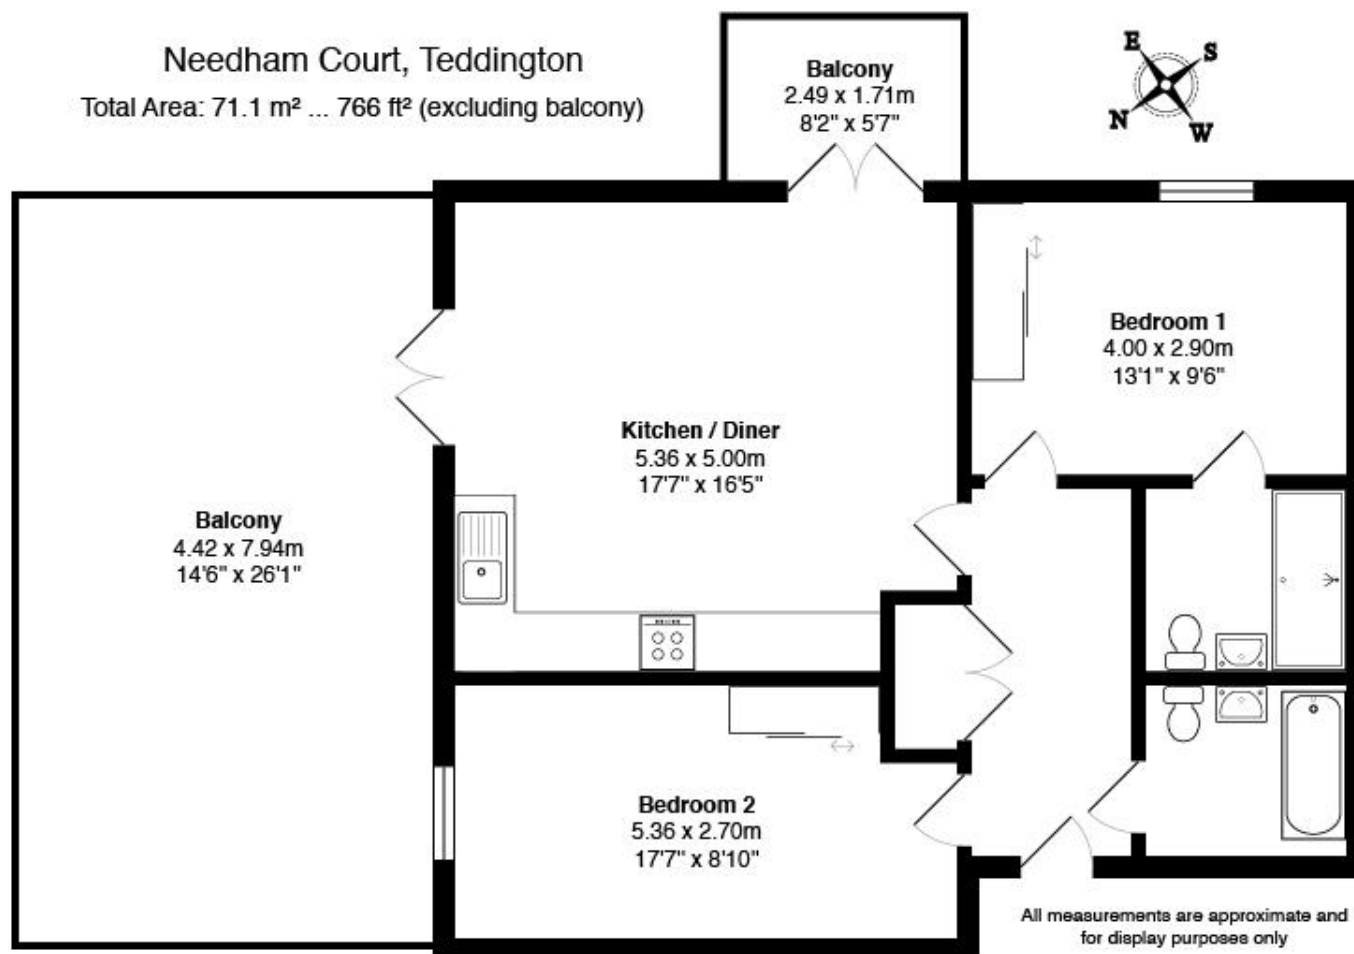 Needham Court, Teddington
Total Area: 71.1 m² ... 766 ft² (excluding balcony)
Balcony
2.49 x 1.71m
8'2" x 5'7"
E
S
N
W
Bedroom 1
4.00 x 2.90m
13'1" x 9'6"
Kitchen / Diner
5.36 x 5.00m
17'7" x 16'5"
Balcony
4.42 x 7.94m
14'6" x 26'1"
Bedroom 2
5.36 x 2.70m
17'7" x 8'10"
All measurements are approximate and
for display purposes only